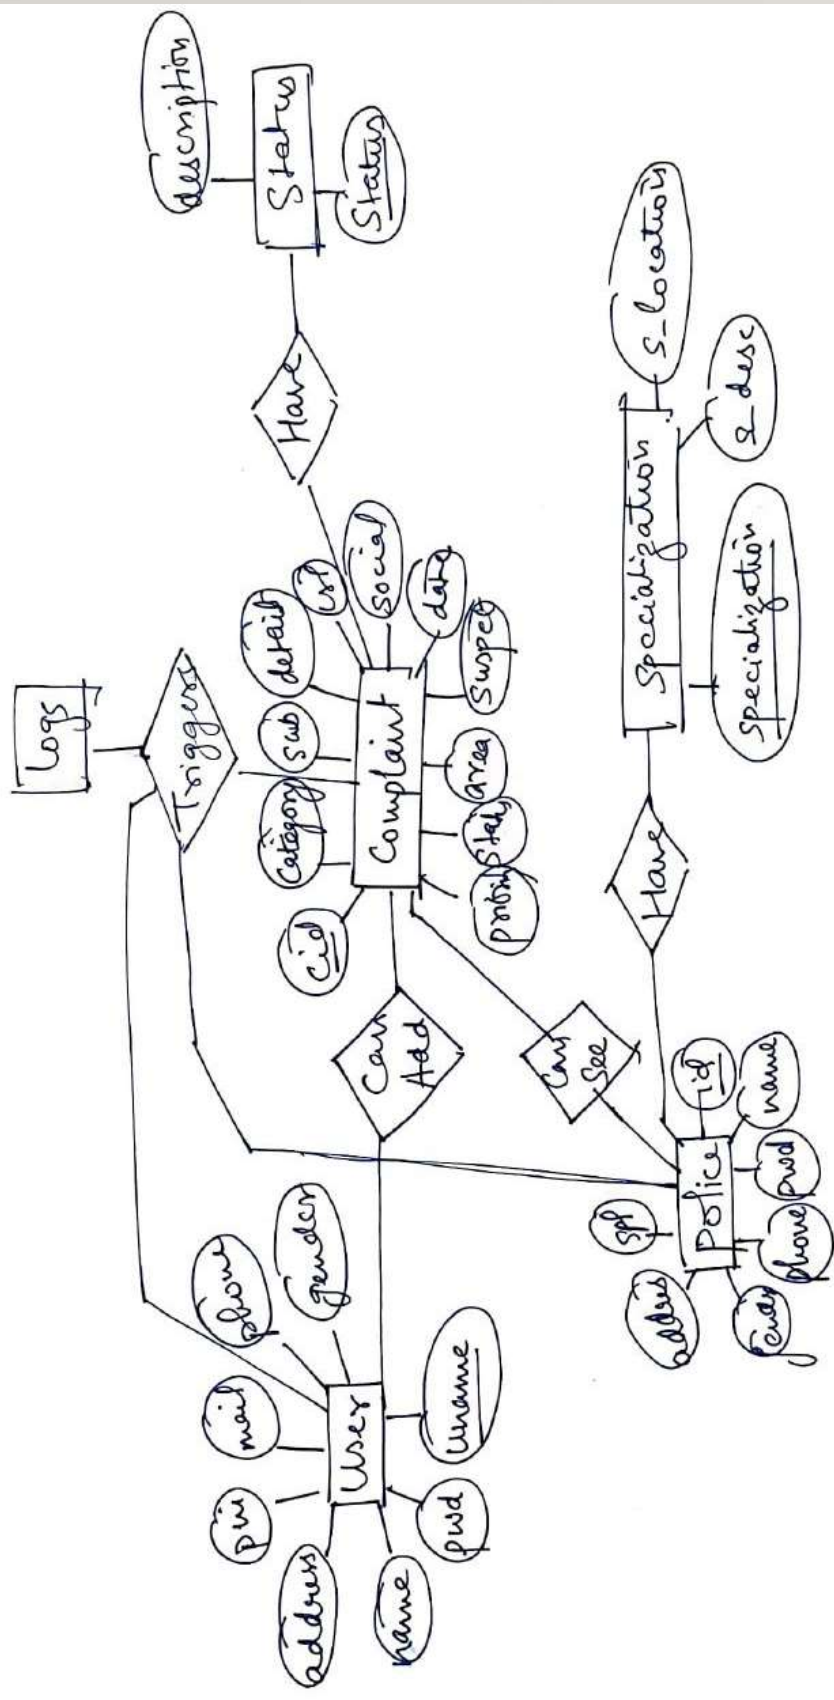 Logs
Triggers
description
Status
Status
Have
phone
gender
mail
pin
address
name
pwd
uname
User
Can
Add
cid
Category
sub
detail
social
date
suspect
area
Complaint
Can
See
spl
address
Police
id
name
pwd
phone
Have
Specialization
specialization
s_desc
s_location